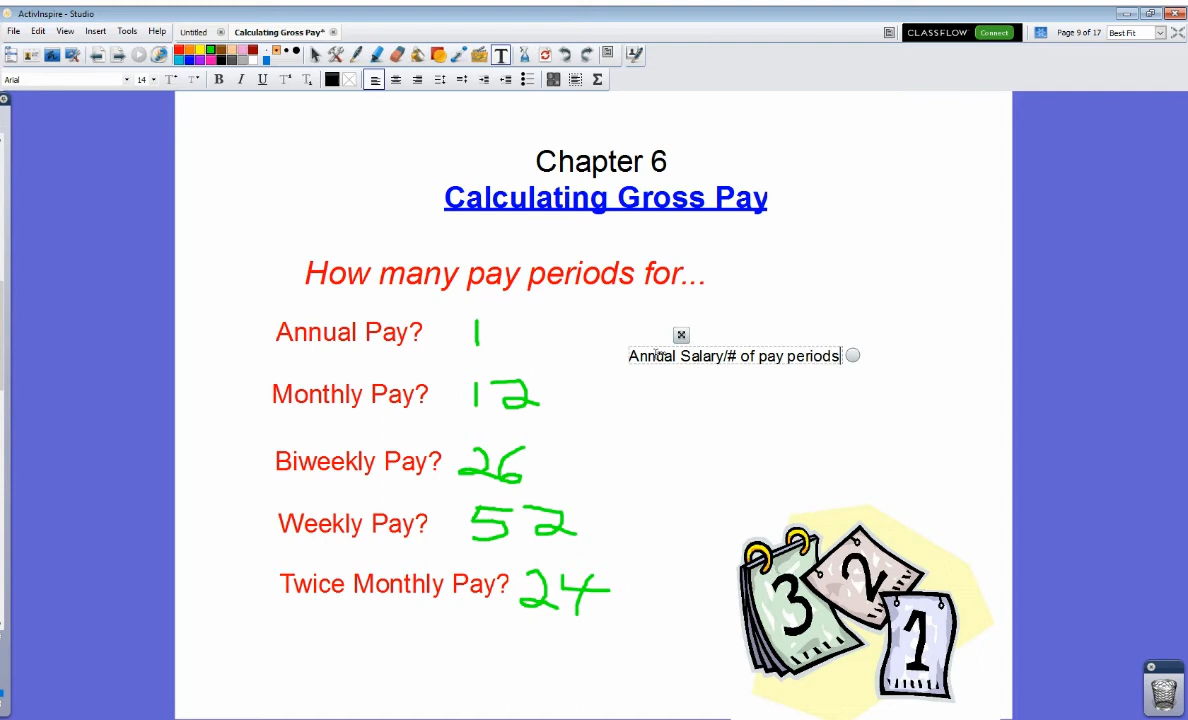 ActivInspire - Studio
File Edit View Insert Tools Help
Untitled
Calculating Gross Pay*
CLASSFLOW Connect
Page 9 of 17 Best Fit
Arial 14 T T B I U T T Σ
Chapter 6
Calculating Gross Pay
How many pay periods for...
Annual Pay? 1
Annual Salary/# of pay periods
Monthly Pay? 12
Biweekly Pay? 26
Weekly Pay? 52
Twice Monthly Pay? 24
3 2 1